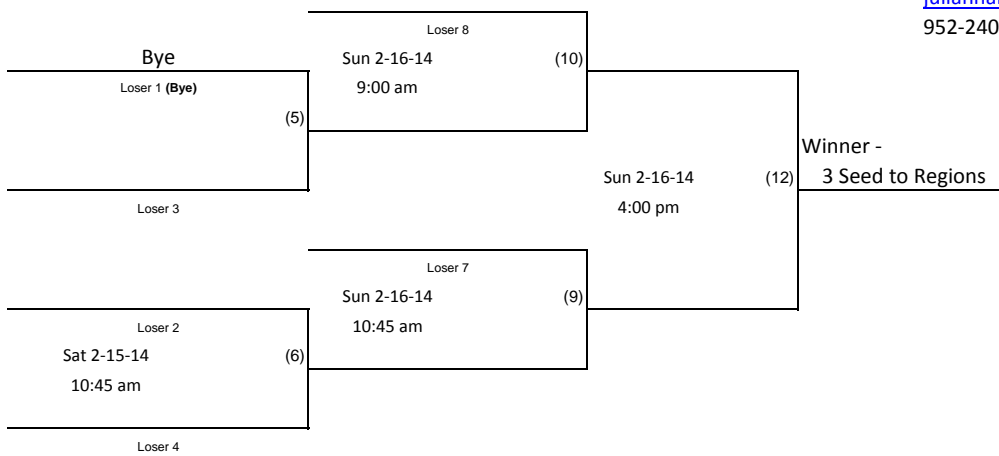 952-240
Loser 8
Bye
Sun 2-16-14
(10)
Loser 1 (Bye)
9:00 am
(5)
Winner -
Sun 2-16-14
(12)
3 Seed to Regions
Loser 3
4:00 pm
Loser 7
Sun 2-16-14
(9)
Loser 2
10:45 am
Sat 2-15-14
(6)
10:45 am
Loser 4